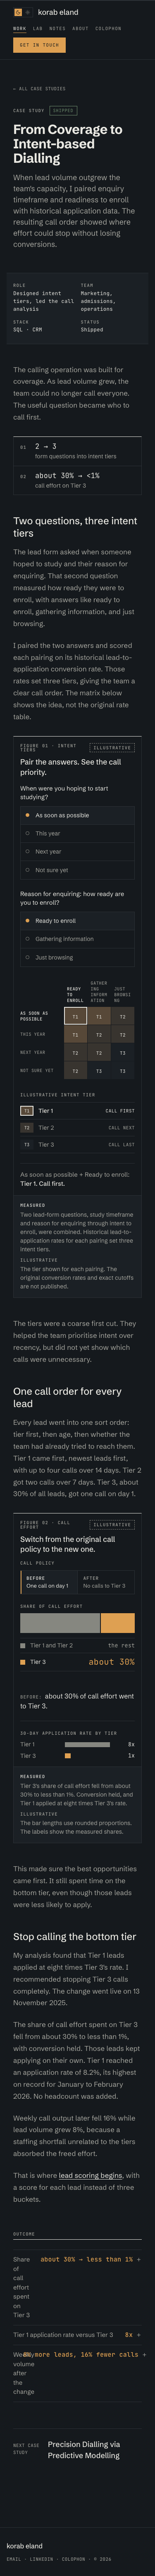 korab eland
WORK LAB NOTES ABOUT COLOPHON
GET IN TOUCH
← ALL CASE STUDIES
CASE STUDY SHIPPED
From Coverage to
Intent-based
Dialling
When lead volume outgrew the
team's capacity, I paired enquiry
timeframe and readiness to enroll
with historical application data. The
resulting call order showed where
effort could stop without losing
conversions.
ROLE
Designed intent
tiers, led the call
analysis
TEAM
Marketing,
admissions,
operations
STACK
SQL · CRM
STATUS
Shipped
The calling operation was built for
coverage. As lead volume grew, the
team could no longer call everyone.
The useful question became who to
call first.
01 2 → 3
form questions into intent tiers
02 about 30% → <1%
call effort on Tier 3
Two questions, three intent
tiers
The lead form asked when someone
hoped to study and their reason for
enquiring. The second question
measured how ready they were to
enroll, with answers like ready to
enroll, gathering information, and just
browsing.
I paired the two answers and scored
each pairing on its historical lead-to-
application conversion rate. Those
rates set three tiers, giving the team a
clear call order. The matrix below
shows the idea, not the original rate
table.
FIGURE 01 · INTENT
TIERS
ILLUSTRATIVE
Pair the answers. See the call
priority.
When were you hoping to start
studying?
As soon as possible
This year
Next year
Not sure yet
Reason for enquiring: how ready are
you to enroll?
Ready to enroll
Gathering information
Just browsing
READY
TO
ENROLL
GATHER
ING
INFORM
ATION
JUST
BROWSI
NG
AS SOON AS
POSSIBLE
T1 T1 T2
THIS YEAR T1 T2 T2
NEXT YEAR T2 T2 T3
NOT SURE YET T2 T3 T3
ILLUSTRATIVE INTENT TIER
T1 Tier 1 CALL FIRST
T2 Tier 2 CALL NEXT
T3 Tier 3 CALL LAST
As soon as possible + Ready to enroll:
Tier 1. Call first.
MEASURED
Two lead-form questions, study timeframe
and reason for enquiring through intent to
enroll, were combined. Historical lead-to-
application rates for each pairing set three
intent tiers.
ILLUSTRATIVE
The tier shown for each pairing. The
original conversion rates and exact cutoffs
are not published.
The tiers were a coarse first cut. They
helped the team prioritise intent over
recency, but did not yet show which
calls were unnecessary.
One call order for every
lead
Every lead went into one sort order:
tier first, then phase, whether the
team had already tried to reach them.
Tier 1 came first, newest leads first,
with up to four calls over 14 days. Tier 2
got two calls over 7 days. Tier 3, about
30% of all leads, got one call on day 1.
FIGURE 02 · CALL
EFFORT
ILLUSTRATIVE
Switch from the original call
policy to the new one.
CALL POLICY
BEFORE
One call on day 1
AFTER
No calls to Tier 3
SHARE OF CALL EFFORT
Tier 1 and Tier 2 the rest
Tier 3 about 30%
BEFORE: about 30% of call effort went
to Tier 3.
30-DAY APPLICATION RATE BY TIER
Tier 1 8x
Tier 3 1x
MEASURED
Tier 3's share of call effort fell from about
30% to less than 1%. Conversion held, and
Tier 1 applied at eight times Tier 3's rate.
ILLUSTRATIVE
The bar lengths use rounded proportions.
The labels show the measured shares.
This made sure the best opportunities
came first. It still spent time on the
bottom tier, even though those leads
were less likely to apply.
Stop calling the bottom tier
My analysis found that Tier 1 leads
applied at eight times Tier 3's rate. I
recommended stopping Tier 3 calls
completely. The change went live on 13
November 2025.
The share of call effort spent on Tier 3
fell from about 30% to less than 1%,
with conversion held. Those leads kept
applying on their own. Tier 1 reached
an application rate of 8.2%, its highest
on record for January to February
2026. No headcount was added.
Weekly call output later fell 16% while
lead volume grew 8%, because a
staffing shortfall unrelated to the tiers
absorbed the freed effort.
That is where lead scoring begins, with
a score for each lead instead of three
buckets.
OUTCOME
Share
of
call
effort
spent
on
Tier 3
about 30% → less than 1% +
Tier 1 application rate versus Tier 3 8x +
Weekly
volume
after
the
change
8% more leads, 16% fewer calls +
NEXT CASE
STUDY
Precision Dialling via
Predictive Modelling
korab eland
EMAIL · LINKEDIN · COLOPHON · © 2026